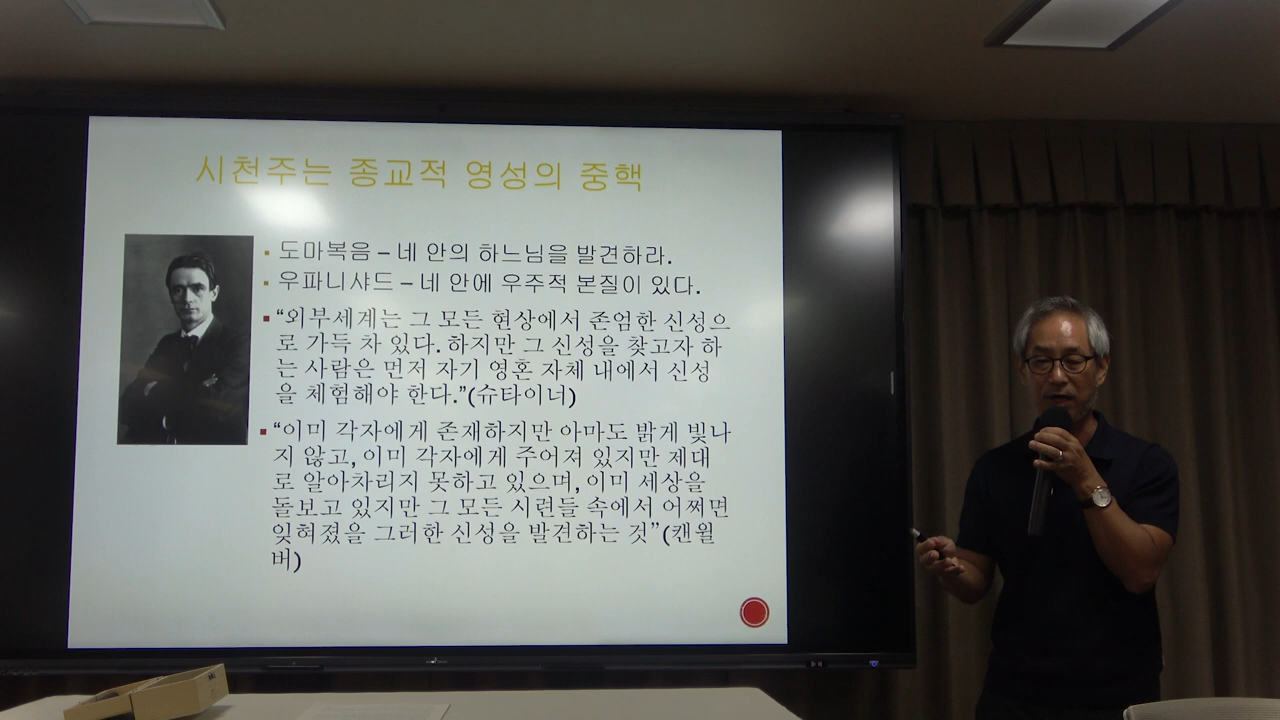 시천주는 종교적 영성의 중핵
도마복음 – 네 안의 하느님을 발견하라.
우파니샤드 – 네 안에 우주적 본질이 있다.
“외부세계는 그 모든 현상에서 존엄한 신성으
로 가득 차 있다. 하지만 그 신성을 찾고자 하
는 사람은 먼저 자기 영혼 자체 내에서 신성
을 체험해야 한다.”(슈타이너)
“이미 각자에게 존재하지만 아마도 밝게 빛나
지 않고, 이미 각자에게 주어져 있지만 제대
로 알아차리지 못하고 있으며, 이미 세상을
돌보고 있지만 그 모든 시련들 속에서 어쩌면
잊혀졌을 그러한 신성을 발견하는 것”(캔윌
버)